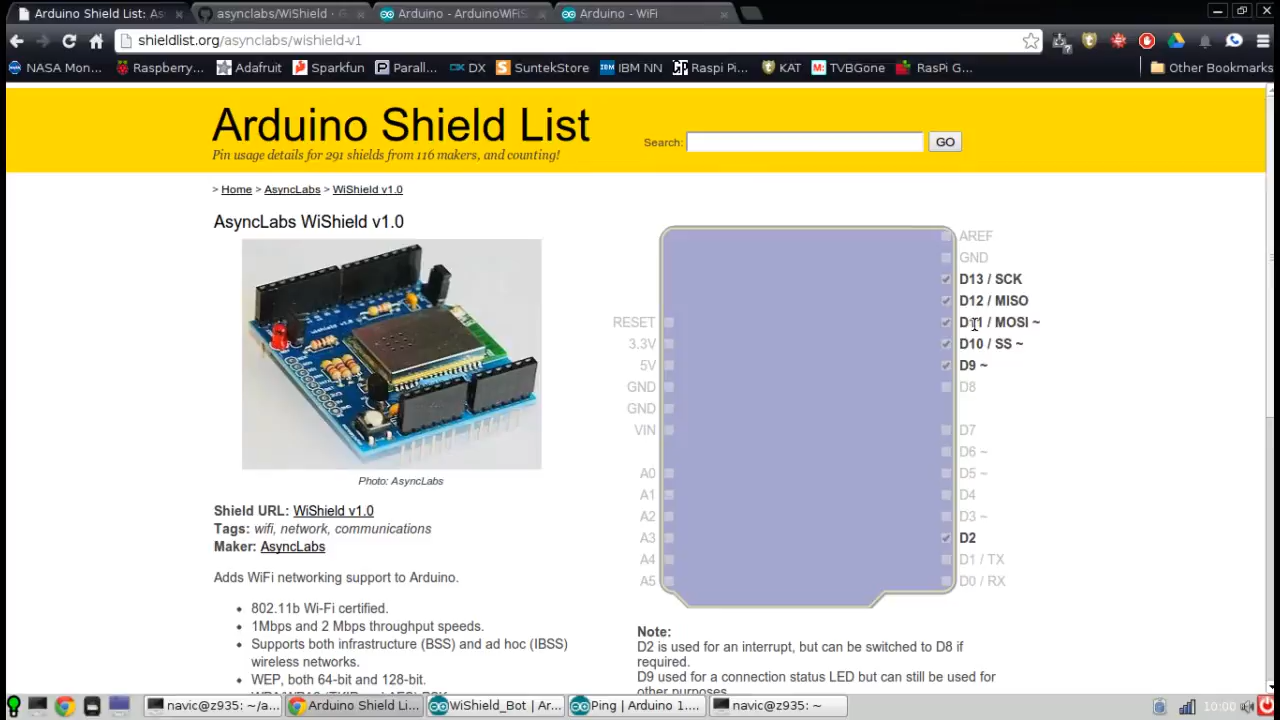 Arduino Shield List: As
asynclabs/WiShield · G
Arduino - ArduinoWiFiS
Arduino - WiFi
shieldlist.org/asynclabs/wishield-v1
NASA Mon...
Raspberry...
Adafruit
Sparkfun
Parall...
DX
SuntekStore
IBM NN
Raspi Pi...
KAT
TVBGone
RasPi G...
Other Bookmarks
Arduino Shield List
Pin usage details for 291 shields from 116 makers, and counting!
Search:
GO
> Home > AsyncLabs > WiShield v1.0
AsyncLabs WiShield v1.0
Photo: AsyncLabs
Shield URL: WiShield v1.0
Tags: wifi, network, communications
Maker: AsyncLabs
Adds WiFi networking support to Arduino.
• 802.11b Wi-Fi certified.
• 1Mbps and 2 Mbps throughput speeds.
• Supports both infrastructure (BSS) and ad hoc (IBSS)
wireless networks.
• WEP, both 64-bit and 128-bit.
RESET
3.3V
5V
GND
GND
VIN
A0
A1
A2
A3
A4
A5
AREF
GND
D13 / SCK
D12 / MISO
D11 / MOSI ~
D10 / SS ~
D9 ~
D8
D7
D6 ~
D5 ~
D4
D3 ~
D2
D1 / TX
D0 / RX
Note:
D2 is used for an interrupt, but can be switched to D8 if
required.
D9 used for a connection status LED but can still be used for
other purposes.
navic@z935: ~/a...
Arduino Shield Li...
WiShield_Bot | Ar...
Ping | Arduino 1....
navic@z935: ~
10:00